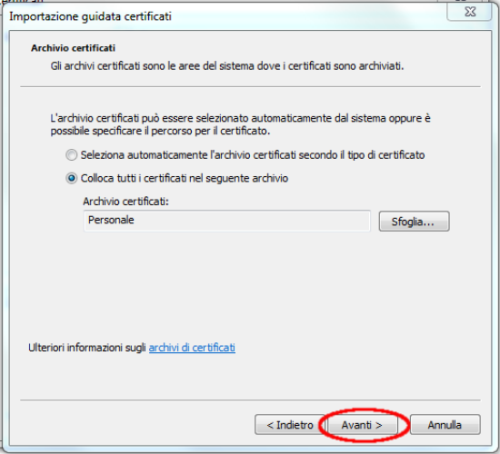 Importazione guidata certificati
Archivio certificati
Gli archivi certificati sono le aree del sistema dove i certificati sono archiviati.
L'archivio certificati può essere selezionato automaticamente dal sistema oppure è
possibile specificare il percorso per il certificato.
Seleziona automaticamente l'archivio certificati secondo il tipo di certificato
Colloca tutti i certificati nel seguente archivio
Archivio certificati:
Personale
Sfoglia...
Ulteriori informazioni sugli archivi di certificati
< Indietro
Avanti >
Annulla